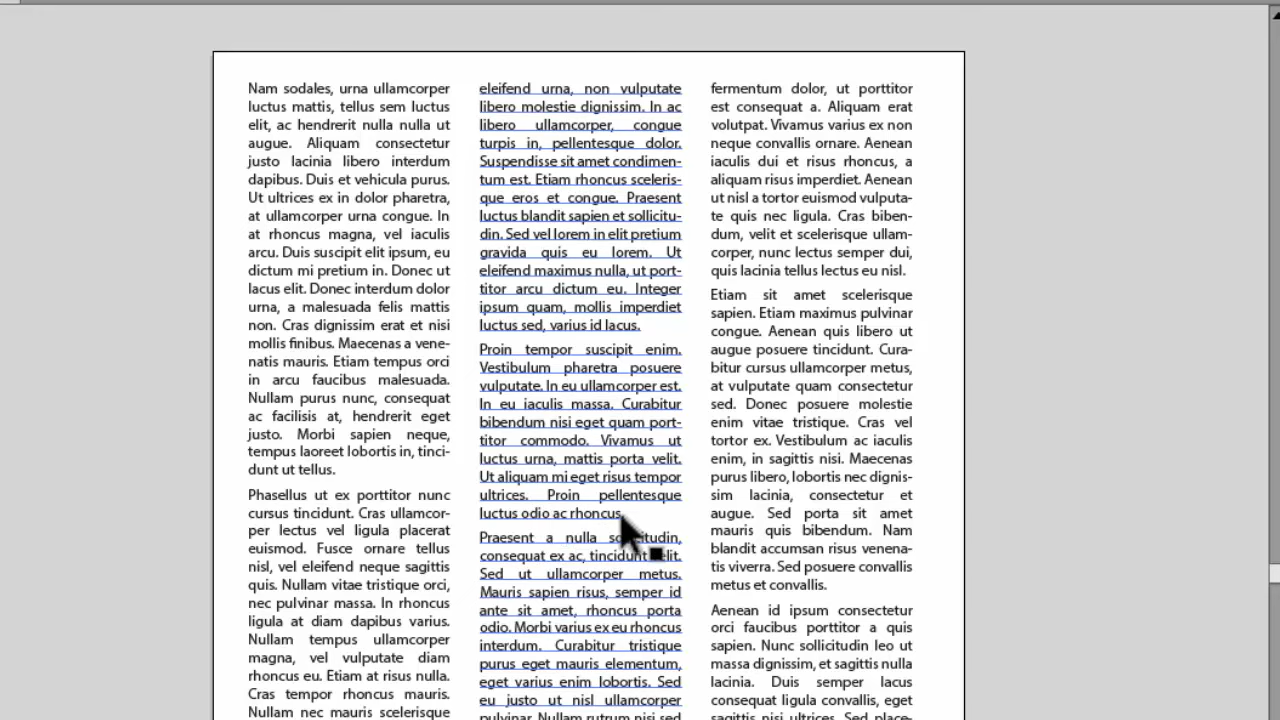 Nam sodales, urna ullamcorper
luctus mattis, tellus sem luctus
elit, ac hendrerit nulla nulla ut
augue. Aliquam consectetur
justo lacinia libero interdum
dapibus. Duis et vehicula purus.
Ut ultrices ex in dolor pharetra,
at ullamcorper urna congue. In
at rhoncus magna, vel iaculis
arcu. Duis suscipit elit ipsum, eu
dictum mi pretium in. Donec ut
lacus elit. Donec interdum dolor
urna, a malesuada felis mattis
non. Cras dignissim erat et nisi
mollis finibus. Maecenas a vene-
natis mauris. Etiam tempus orci
in arcu faucibus malesuada.
Nullam purus nunc, consequat
ac facilisis at, hendrerit eget
justo. Morbi sapien neque,
tempus laoreet lobortis in, tinci-
dunt ut tellus.
Phasellus ut ex porttitor nunc
cursus tincidunt. Cras ullamcor-
per lectus vel ligula placerat
euismod. Fusce ornare tellus
nisl, vel eleifend neque sagittis
quis. Nullam vitae tristique orci,
nec pulvinar massa. In rhoncus
ligula at diam dapibus varius.
Nullam tempus ullamcorper
magna, vel vulputate diam
rhoncus eu. Etiam at risus nulla.
Cras tempor rhoncus mauris.
Nullam nec mauris scelerisque
eleifend urna, non vulputate
libero molestie dignissim. In ac
libero ullamcorper, congue
turpis in, pellentesque dolor.
Suspendisse sit amet condimen-
tum est. Etiam rhoncus sceleris-
que eros et congue. Praesent
luctus blandit sapien et sollicitu-
din. Sed vel lorem in elit pretium
gravida quis eu lorem. Ut
eleifend maximus nulla, ut port-
titor arcu dictum eu. Integer
ipsum quam, mollis imperdiet
luctus sed, varius id lacus.
Proin tempor suscipit enim.
Vestibulum pharetra posuere
vulputate. In eu ullamcorper est.
In eu iaculis massa. Curabitur
bibendum nisi eget quam port-
titor commodo. Vivamus ut
luctus urna, mattis porta velit.
Ut aliquam mi eget risus tempor
ultrices. Proin pellentesque
luctus odio ac rhoncus.
Praesent a nulla
consequat ex ac, tincidunt
Sed ut ullamcorper metus.
Mauris sapien risus, semper id
ante sit amet, rhoncus porta
odio. Morbi varius ex eu rhoncus
interdum. Curabitur tristique
purus eget mauris elementum,
eget varius enim lobortis. Sed
eu justo ut nisl ullamcorper
pulvinar. Nullam rutrum nisi sed
fermentum dolor, ut porttitor
est consequat a. Aliquam erat
volutpat. Vivamus varius ex non
neque convallis ornare. Aenean
iaculis dui et risus rhoncus, a
aliquam risus imperdiet. Aenean
ut nisl a tortor euismod vulputa-
te quis nec ligula. Cras biben-
dum, velit et scelerisque ullam-
corper, nunc lectus semper dui,
quis lacinia tellus lectus eu nisl.
Etiam sit amet scelerisque
sapien. Etiam maximus pulvinar
congue. Aenean quis libero ut
augue posuere tincidunt. Cura-
bitur cursus ullamcorper metus,
at vulputate quam consectetur
sed. Donec posuere molestie
enim vitae tristique. Cras vel
tortor ex. Vestibulum ac iaculis
enim, in sagittis nisi. Maecenas
purus libero, lobortis nec dignis-
sim lacinia, consectetur et
augue. Sed porta sit amet
mauris quis bibendum. Nam
blandit accumsan risus venena-
tis viverra. Sed posuere convallis
metus et convallis.
Aenean id ipsum consectetur
orci faucibus porttitor a quis
sapien. Nunc sollicitudin leo ut
massa dignissim, et sagittis nulla
lacinia. Duis semper lacus
consequat ligula convallis, eget
sagittis nisi ultrices. Sed place-